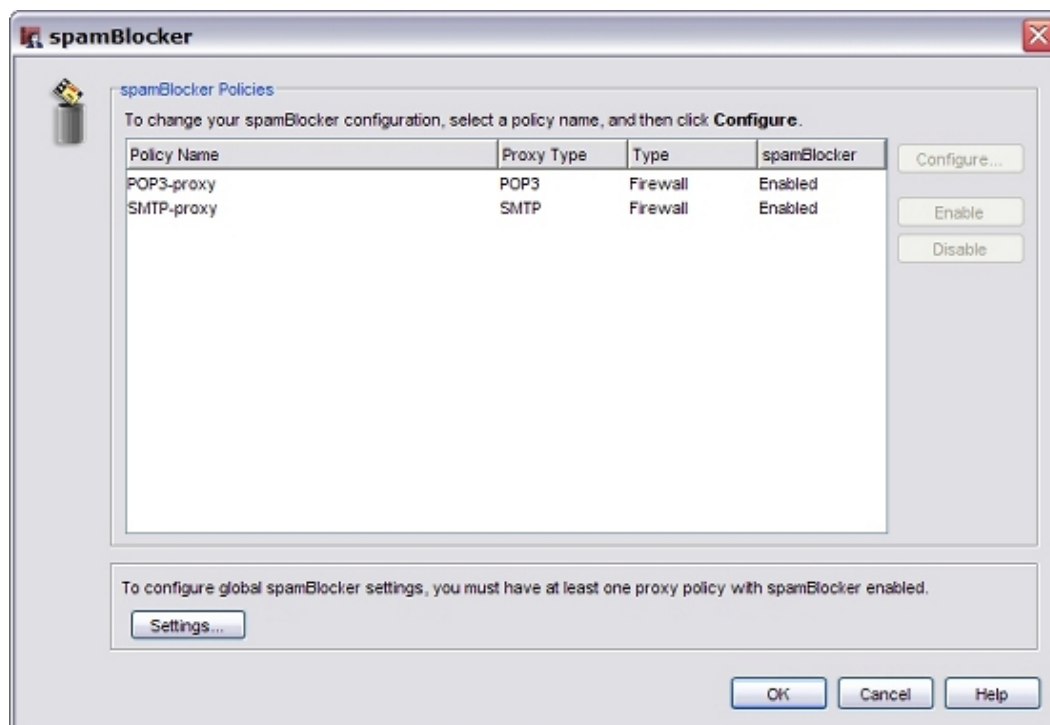 spamBlocker
spamBlocker Policies
To change your spamBlocker configuration, select a policy name, and then click Configure.
Policy Name Proxy Type Type spamBlocker
POP3-proxy POP3 Firewall Enabled
SMTP-proxy SMTP Firewall Enabled
Configure...
Enable
Disable
To configure global spamBlocker settings, you must have at least one proxy policy with spamBlocker enabled.
Settings...
OK Cancel Help